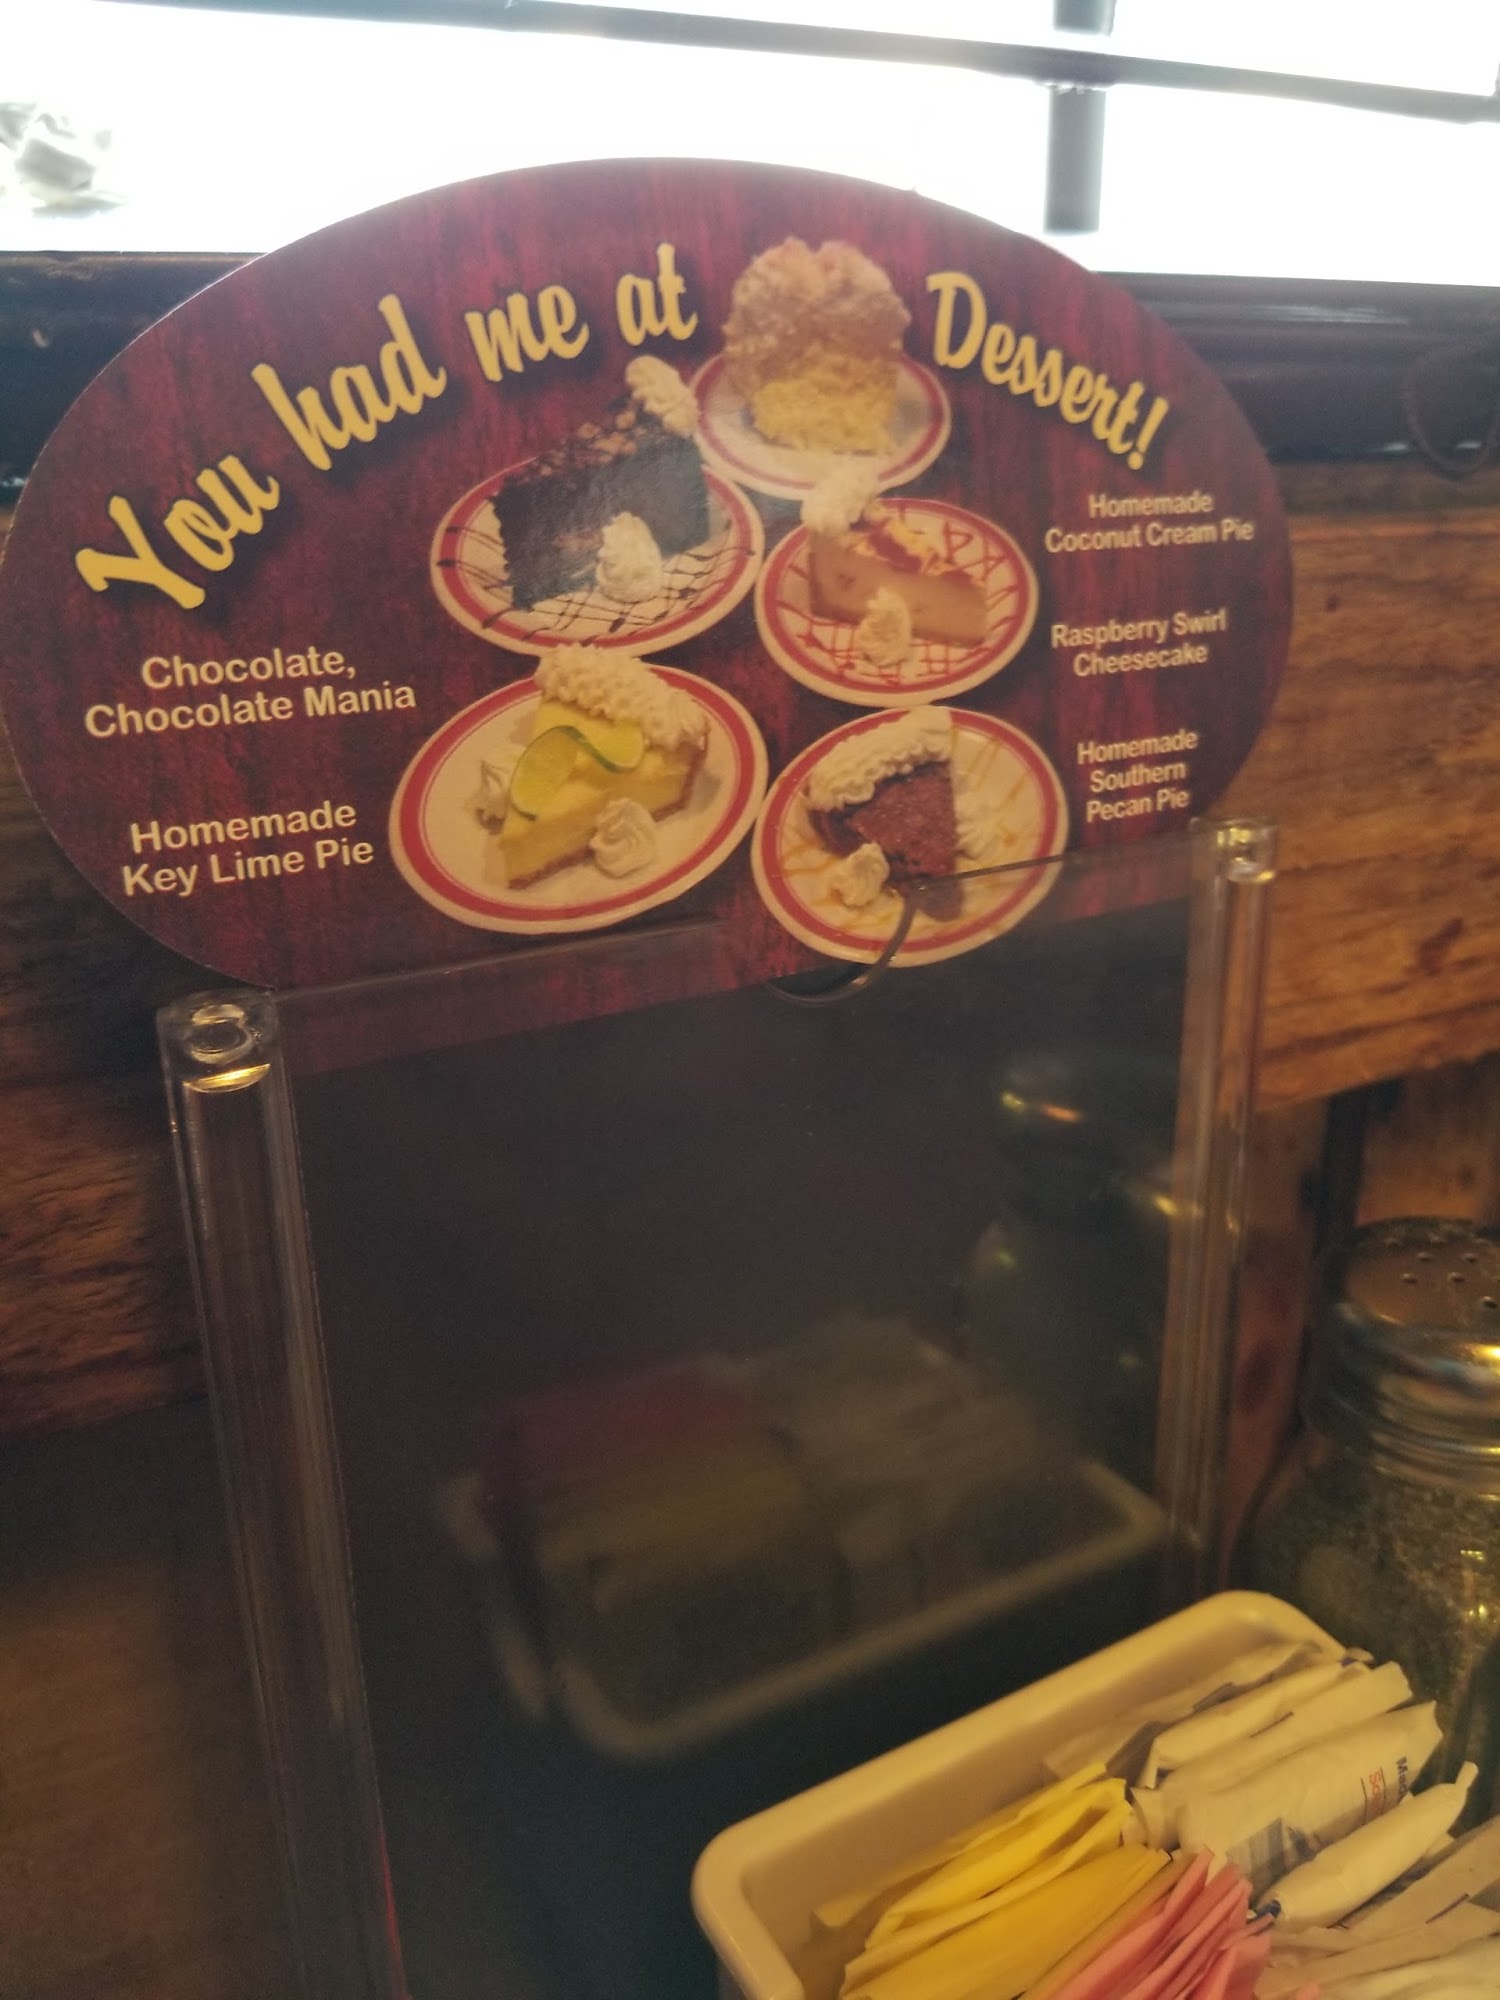 You had me at Dessert!
Chocolate,
Chocolate Mania
Homemade
Key Lime Pie
Homemade
Coconut Cream Pie
Raspberry Swirl
Cheesecake
Homemade
Southern
Pecan Pie